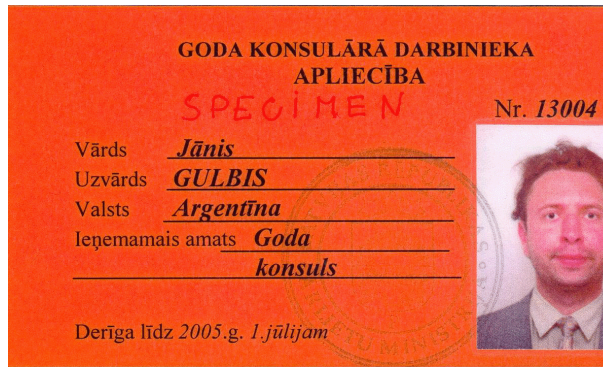 GODA KONSULĀRĀ DARBINIEKA
APLIECĪBA
SPECIMEN
Nr. 13004
Vārds Jānis
Uzvārds GULBIS
Valsts Argentīna
Ieņemamais amats Goda
konsuls
Derīga līdz 2005.g. 1.jūlijam